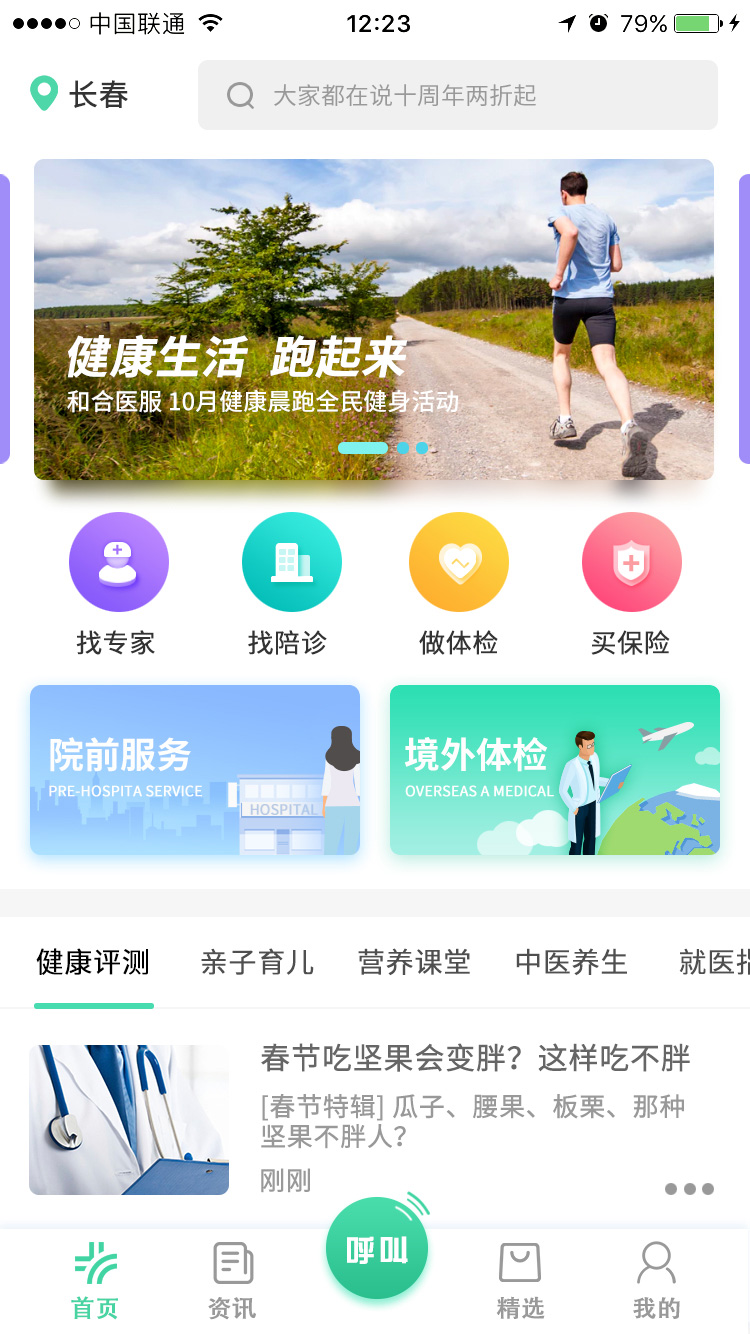 中国联通
12:23
79%
长春
大家都在说十周年两折起
健康生活 跑起来
和合医服 10月健康晨跑全民健身活动
找专家
找陪诊
做体检
买保险
院前服务
PRE-HOSPITA SERVICE
HOSPITAL
境外体检
OVERSEAS A MEDICAL
健康评测
亲子育儿
营养课堂
中医养生
就医
春节吃坚果会变胖？这样吃不胖
[春节特辑] 瓜子、腰果、板栗、那种
坚果不胖人？
刚刚
首页
资讯
呼叫
精选
我的